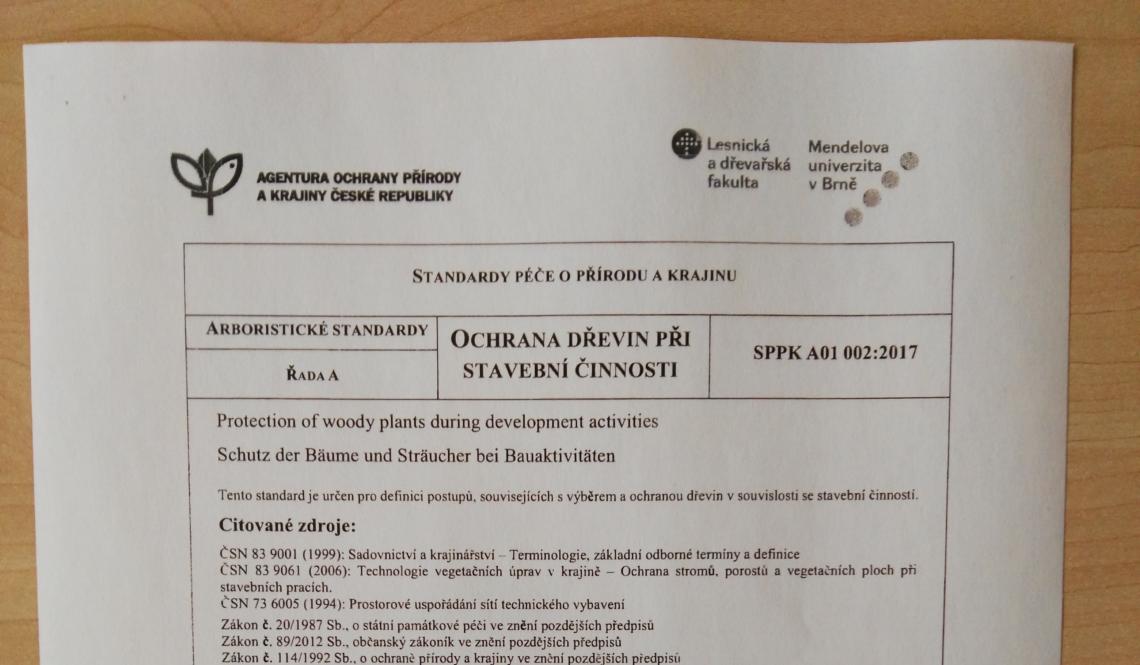 AGENTURA OCHRANY PŘÍRODY
A KRAJINY ČESKÉ REPUBLIKY
Lesnická
a dřevařská
fakulta
Mendelova
univerzita
v Brně
STANDARDY PÉČE O PŘÍRODU A KRAJINU
ARBORISTICKÉ STANDARDY
ŘADA A
OCHRANA DŘEVIN PŘI
STAVEBNÍ ČINNOSTI
SPPK A01 002:2017
Protection of woody plants during development activities
Schutz der Bäume und Sträucher bei Bauaktivitäten
Tento standard je určen pro definici postupů, souvisejících s výběrem a ochranou dřevin v souvislosti se stavební činností.
Citované zdroje:
ČSN 83 9001 (1999): Sadovnictví a krajinářství – Terminologie, základní odborné termíny a definice
ČSN 83 9061 (2006): Technologie vegetačních úprav v krajině – Ochrana stromů, porostů a vegetačních ploch při
stavebních pracích.
ČSN 73 6005 (1994): Prostorové uspořádání sítí technického vybavení
Zákon č. 20/1987 Sb., o státní památkové péči ve znění pozdějších předpisů
Zákon č. 89/2012 Sb., občanský zákoník ve znění pozdějších předpisů
Zákon č. 114/1992 Sb., o ochraně přírody a krajiny ve znění pozdějších předpisů